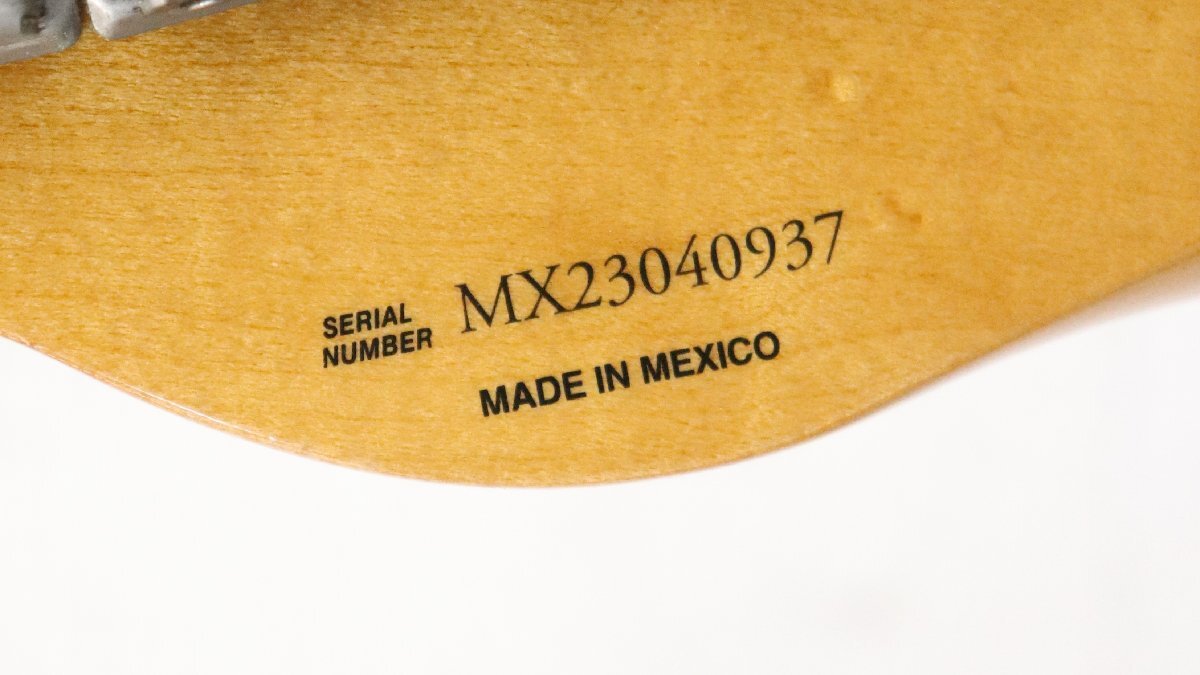 SERIAL
NUMBER
MX23040937
MADE IN MEXICO